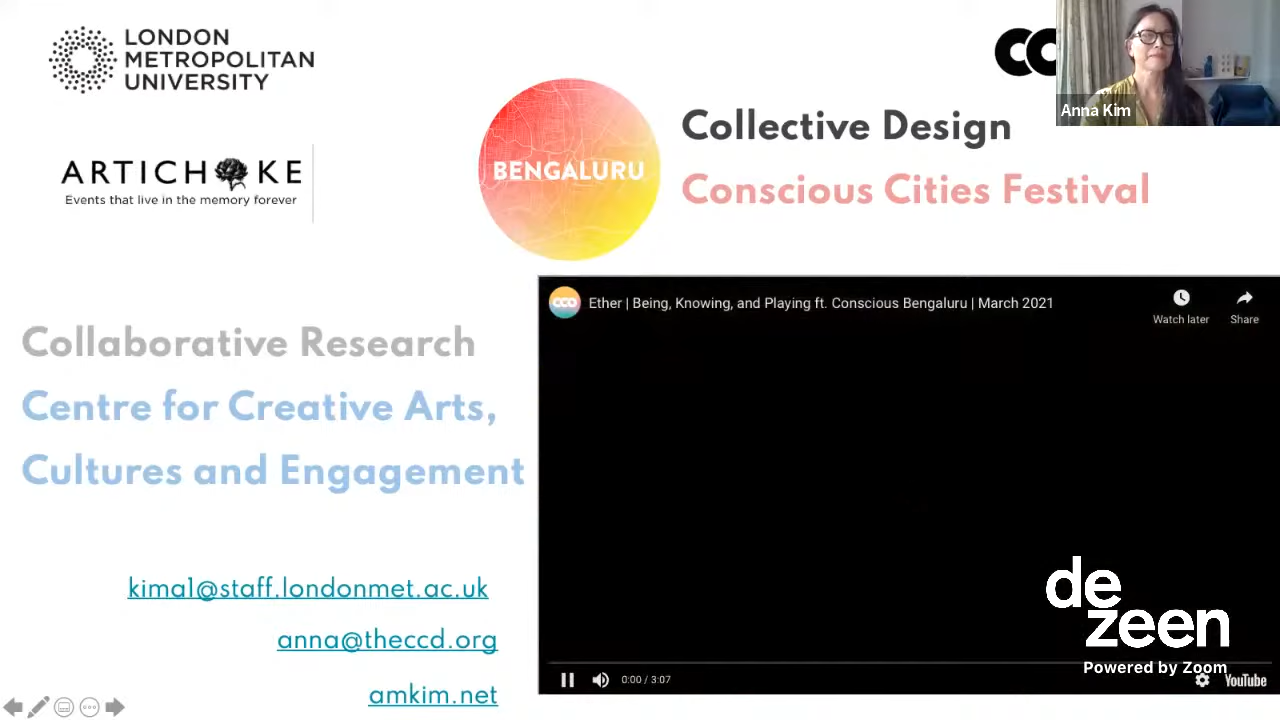 LONDON
METROPOLITAN
UNIVERSITY
ARTICHOKE
Events that live in the memory forever
BENGALURU
Collective Design
Conscious Cities Festival
Anna Kim
Collaborative Research
Centre for Creative Arts,
Cultures and Engagement
kima1@staff.londonmet.ac.uk
anna@theccd.org
amkim.net
Ether | Being, Knowing, and Playing ft. Conscious Bengaluru | March 2021
Watch later
Share
de
zeen
Powered by Zoom
0:00 / 3:07
YouTube